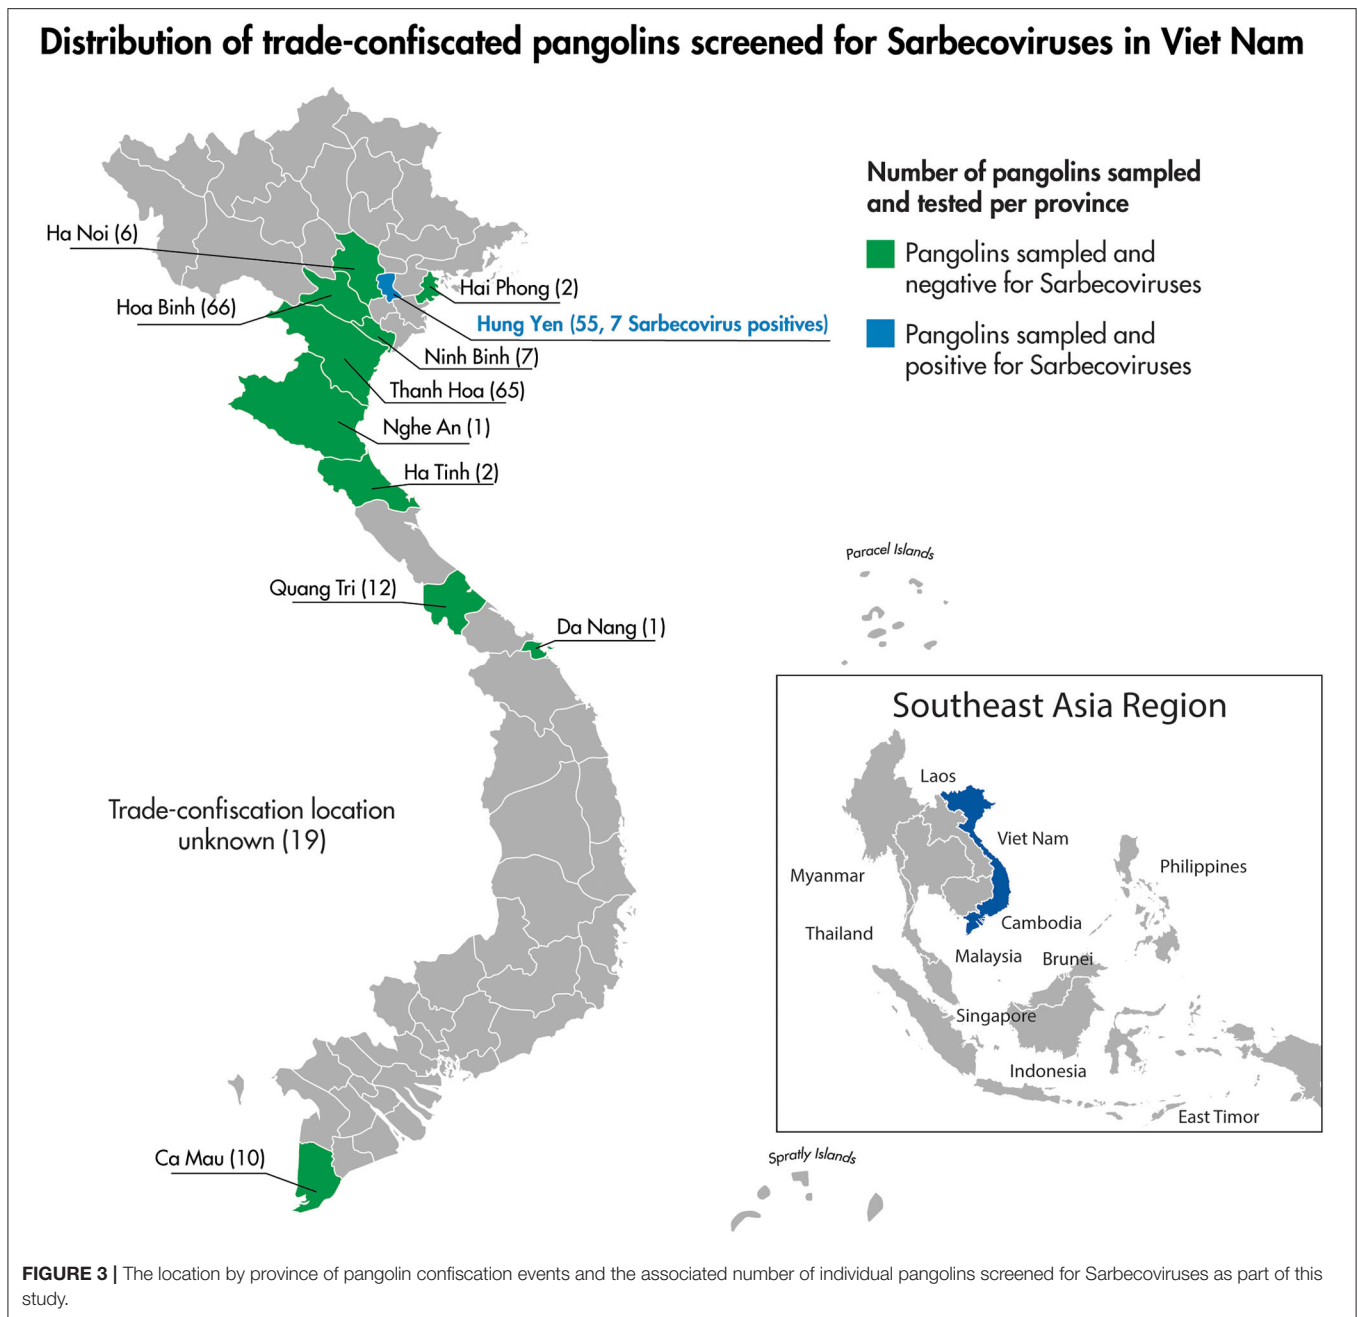 Distribution of trade-confiscated pangolins screened for Sarbecoviruses in Viet Nam
Number of pangolins sampled
and tested per province
Pangolins sampled and
negative for Sarbecoviruses
Pangolins sampled and
positive for Sarbecoviruses
Ha Noi (6)
Hoa Binh (66)
Hai Phong (2)
Hung Yen (55, 7 Sarbecovirus positives)
Ninh Binh (7)
Thanh Hoa (65)
Nghe An (1)
Ha Tinh (2)
Quang Tri (12)
Da Nang (1)
Paracel Islands
Trade-confiscation location
unknown (19)
Southeast Asia Region
Laos
Viet Nam
Philippines
Myanmar
Cambodia
Thailand
Malaysia
Brunei
Singapore
Indonesia
East Timor
Ca Mau (10)
Spratly Islands
FIGURE 3 | The location by province of pangolin confiscation events and the associated number of individual pangolins screened for Sarbecoviruses as part of this
study.